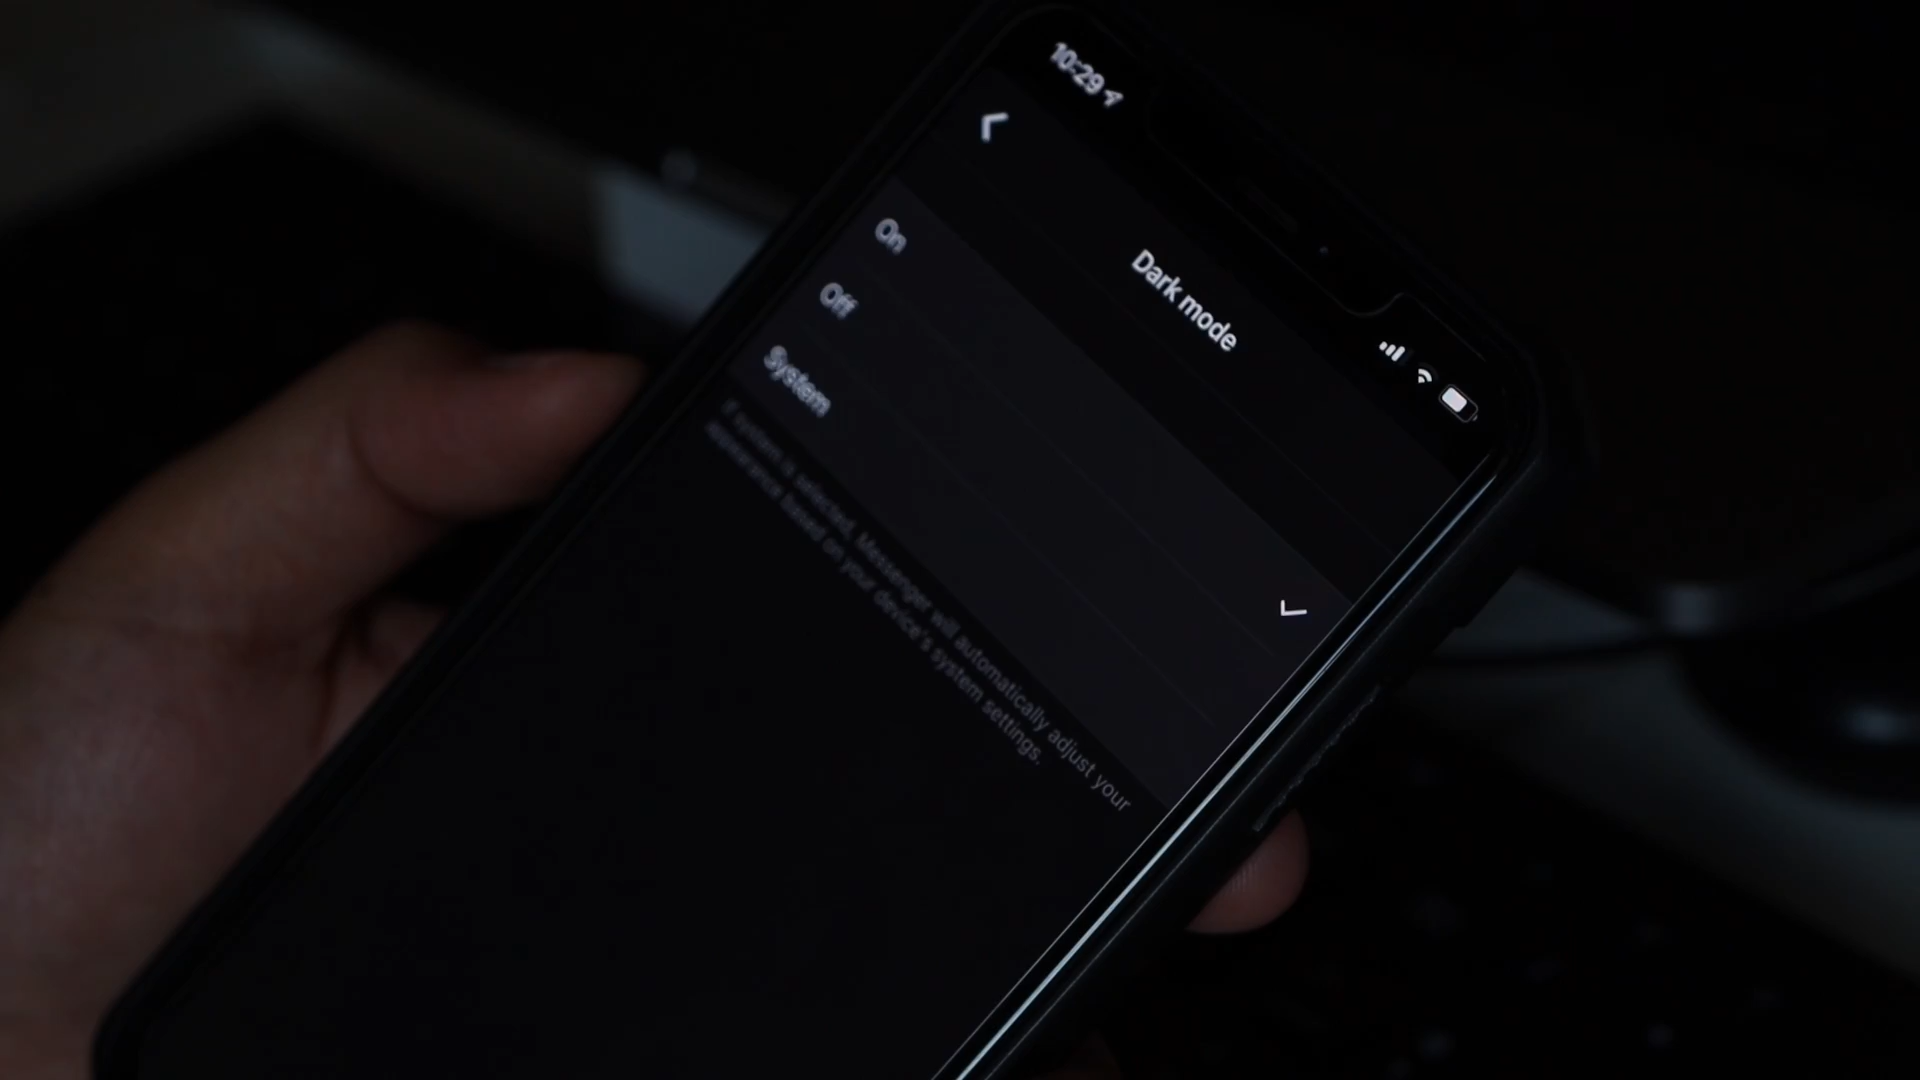 10:29
Dark mode
On
Off
System
If system is selected, Messenger will automatically adjust your
appearance based on your device's system settings.